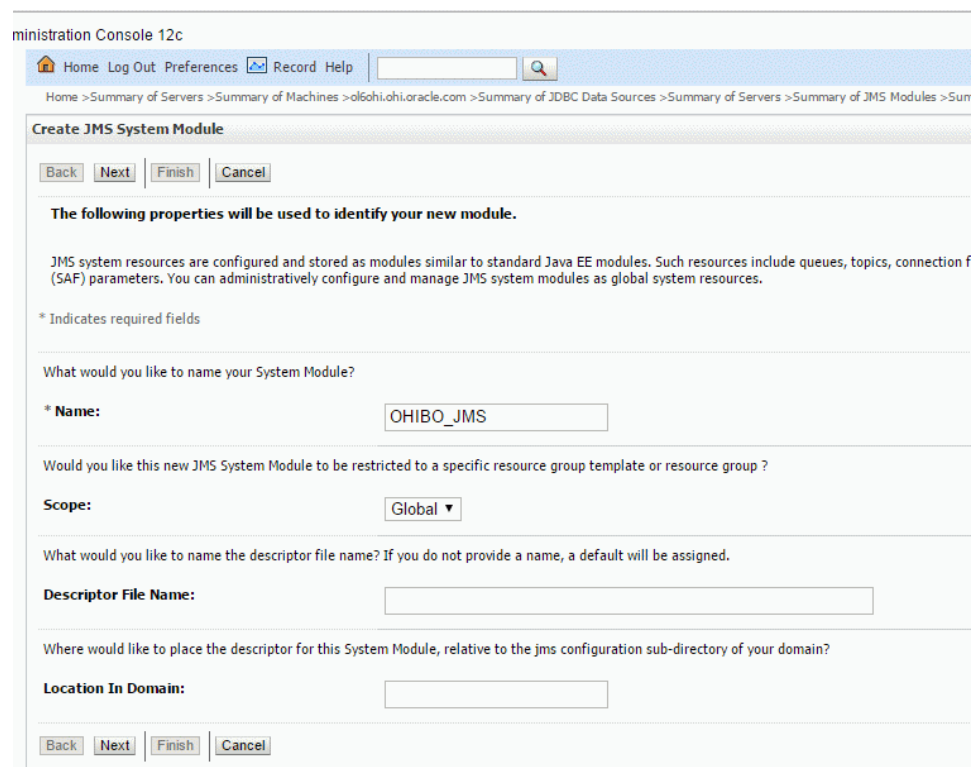 ministration Console 12c
Home Log Out Preferences Record Help
Home >Summary of Servers >Summary of Machines >ol6ohi.ohi.oracle.com >Summary of JDBC Data Sources >Summary of Servers >Summary of JMS Modules >Sum
Create JMS System Module
Back Next Finish Cancel
The following properties will be used to identify your new module.
JMS system resources are configured and stored as modules similar to standard Java EE modules. Such resources include queues, topics, connection f
(SAF) parameters. You can administratively configure and manage JMS system modules as global system resources.
* Indicates required fields
What would you like to name your System Module?
* Name: OHIBO_JMS
Would you like this new JMS System Module to be restricted to a specific resource group template or resource group ?
Scope: Global
What would you like to name the descriptor file name? If you do not provide a name, a default will be assigned.
Descriptor File Name:
Where would like to place the descriptor for this System Module, relative to the jms configuration sub-directory of your domain?
Location In Domain:
Back Next Finish Cancel